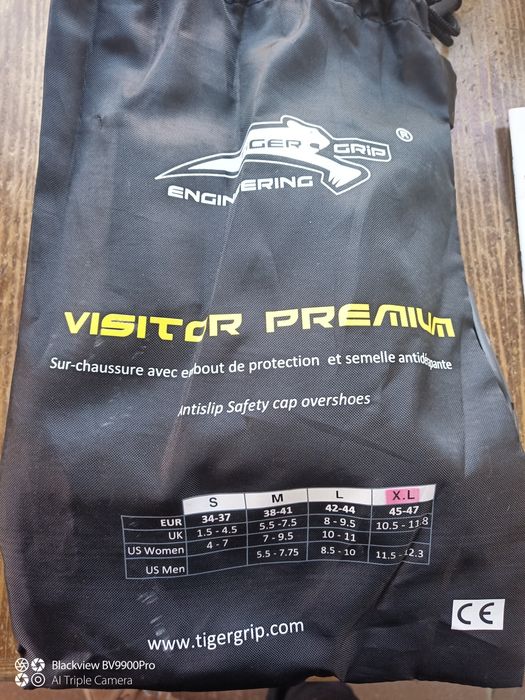 TIGER GRIP
®
ENGINEERING
VISITOR PREMIUM
Sur-chaussure avec embout de protection et semelle antidérapante
Antislip Safety cap overshoes
S M L X.L
EUR 34-37 38-41 42-44 45-47
UK 1.5 - 4.5 5.5 -7.5 8 - 9.5 10.5 - 11.8
US Women 4 - 7 7 - 9.5 10 - 11
US Men 5.5 - 7.75 8.5 - 10 11.5 - 12.3
www.tigergrip.com
CE
Blackview BV9900Pro
AI Triple Camera